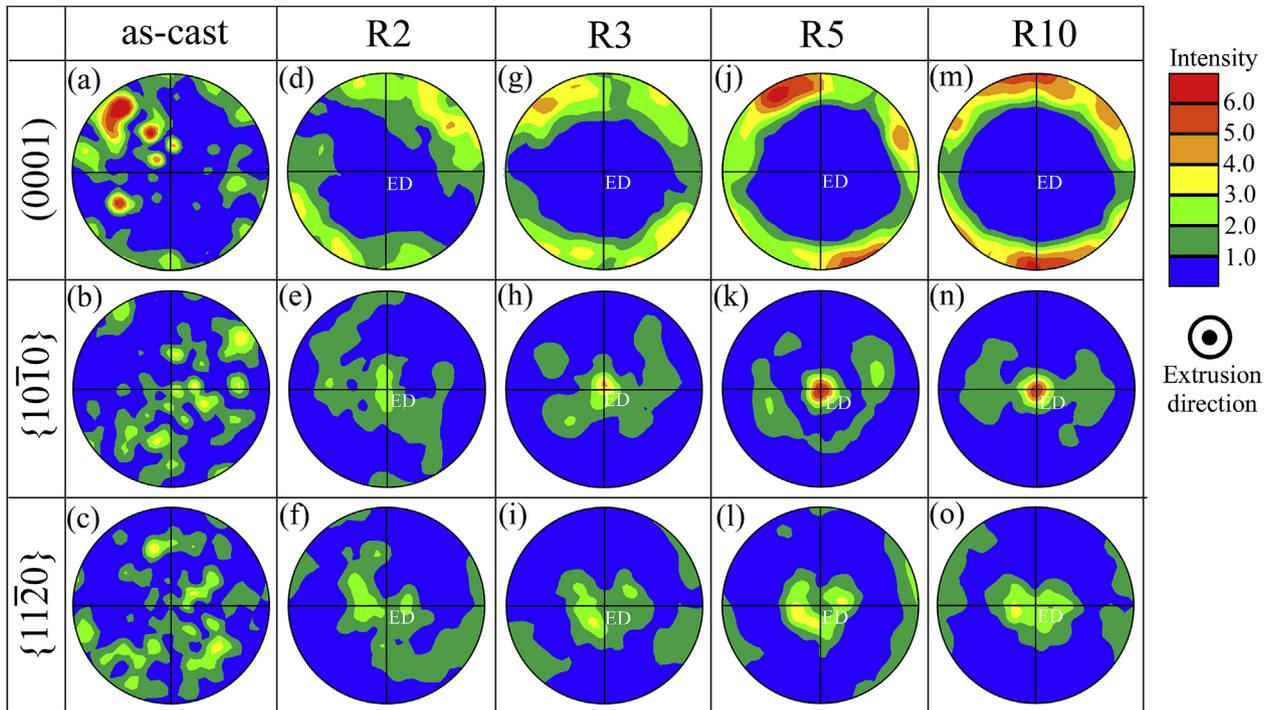 as-cast R2 R3 R5 R10
(0001) (a) (d) ED (g) ED (j) ED (m) ED
{101̄0} (b) (e) ED (h) ED (k) ED (n) ED
{112̄0} (c) (f) ED (i) ED (l) ED (o) ED
Intensity
6.0
5.0
4.0
3.0
2.0
1.0
Extrusion
direction